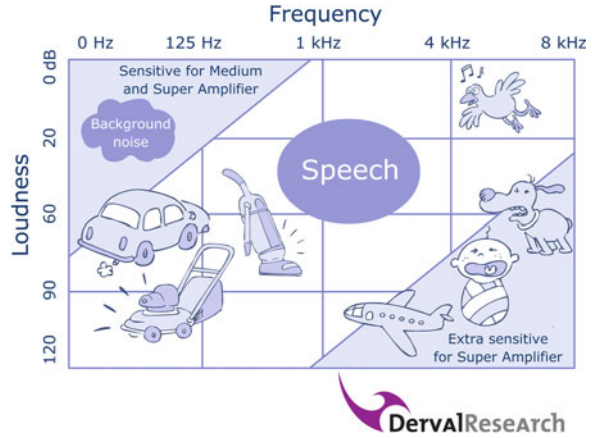 Frequency
0 Hz 125 Hz 1 kHz 4 kHz 8 kHz
Loudness
0 dB
20
60
90
120
Sensitive for Medium
and Super Amplifier
Background
noise
Speech
Extra sensitive
for Super Amplifier
DervalResearch